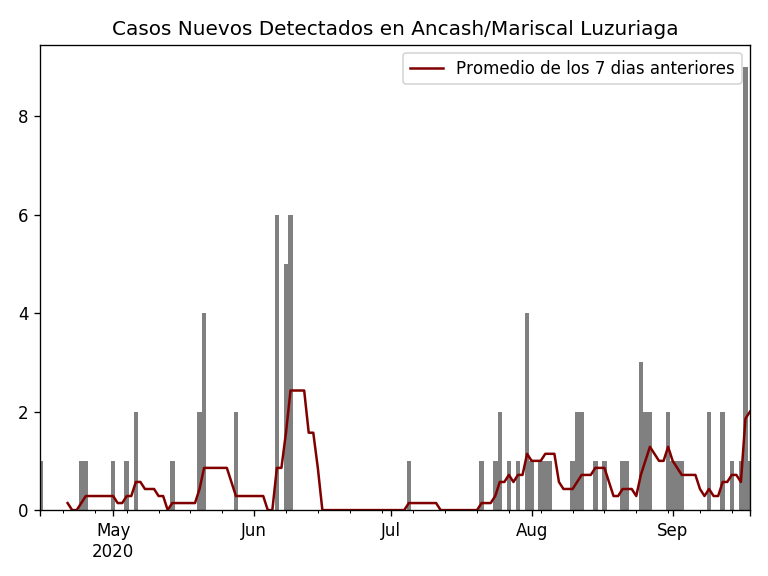 Casos Nuevos Detectados en Ancash/Mariscal Luzuriaga
Promedio de los 7 dias anteriores
8
6
4
2
0
May Jun Jul Aug Sep
2020